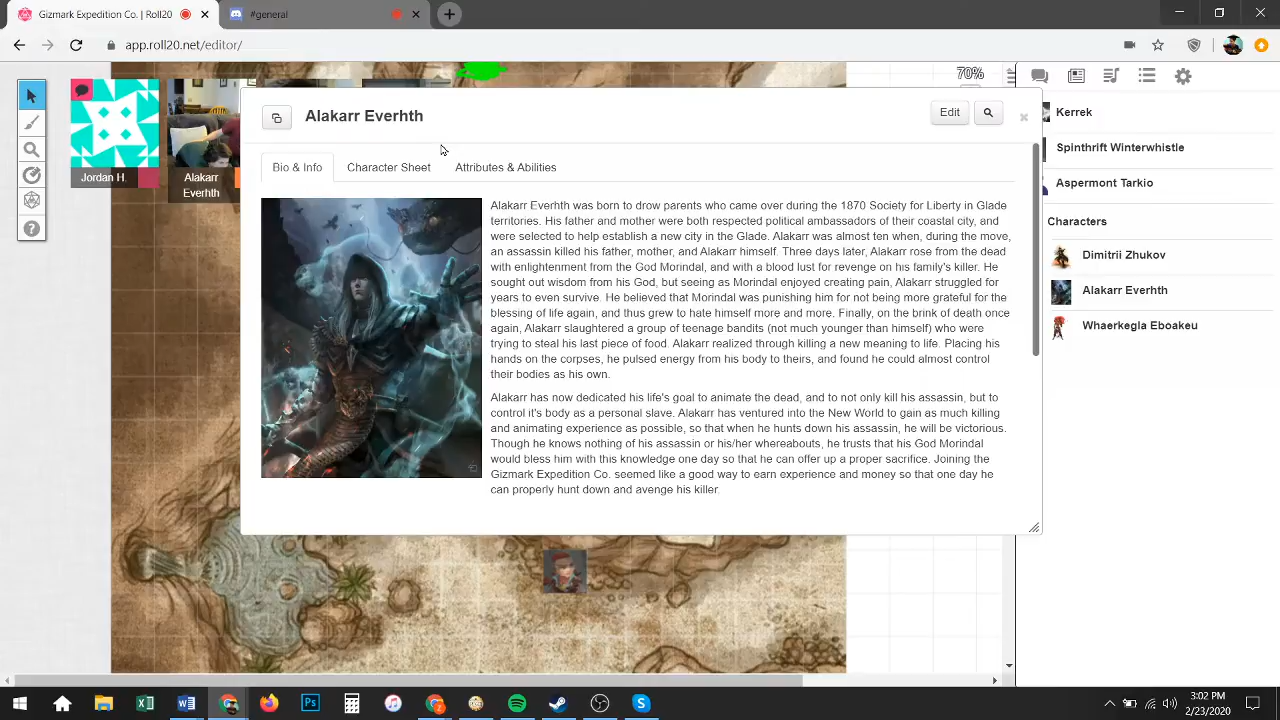 Gizmark Expedition Co. | Roll20
#general
app.roll20.net/editor/
70%
Jordan H.
Alakarr
Everhth
Alakarr Everhth
Edit
Bio & Info
Character Sheet
Attributes & Abilities
Alakarr Everhth was born to drow parents who came over during the 1870 Society for Liberty in Glade
territories. His father and mother were both respected political ambassadors of their coastal city, and
were selected to help establish a new city in the Glade. Alakarr was almost ten when, during the move,
an assassin killed his father, mother, and Alakarr himself. Three days later, Alakarr rose from the dead
with enlightenment from the God Morindal, and with a blood lust for revenge on his family's killer. He
sought out wisdom from his God, but seeing as Morindal enjoyed creating pain, Alakarr struggled for
years to even survive. He believed that Morindal was punishing him for not being more grateful for the
blessing of life again, and thus grew to hate himself more and more. Finally, on the brink of death once
again, Alakarr slaughtered a group of teenage bandits (not much younger than himself) who were
trying to steal his last piece of food. Alakarr realized through killing a new meaning to life. Placing his
hands on the corpses, he pulsed energy from his body to theirs, and found he could almost control
their bodies as his own.
Alakarr has now dedicated his life's goal to animate the dead, and to not only kill his assassin, but to
control it's body as a personal slave. Alakarr has ventured into the New World to gain as much killing
and animating experience as possible, so that when he hunts down his assassin, he will be victorious.
Though he knows nothing of his assassin or his/her whereabouts, he trusts that his God Morindal
would bless him with this knowledge one day so that he can offer up a proper sacrifice. Joining the
Gizmark Expedition Co. seemed like a good way to earn experience and money so that one day he
can properly hunt down and avenge his killer.
Kerrek
Spinthrift Winterwhistle
Aspermont Tarkio
Characters
Dimitrii Zhukov
Alakarr Everhth
Whaerkegla Eboakeu
3:02 PM
2/23/2020